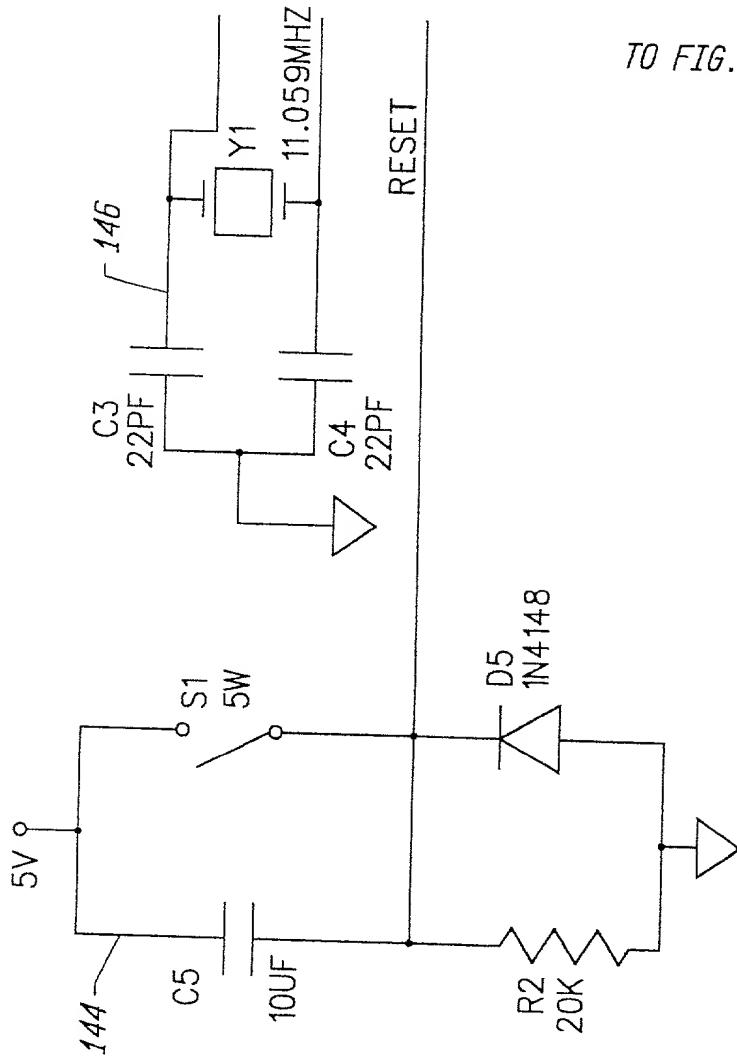 TO FIG.
146
Y1
11.059MHZ
C3
22PF
C4
22PF
RESET
5V
S1
5W
D5
1N4148
144
C5
10UF
R2
20K